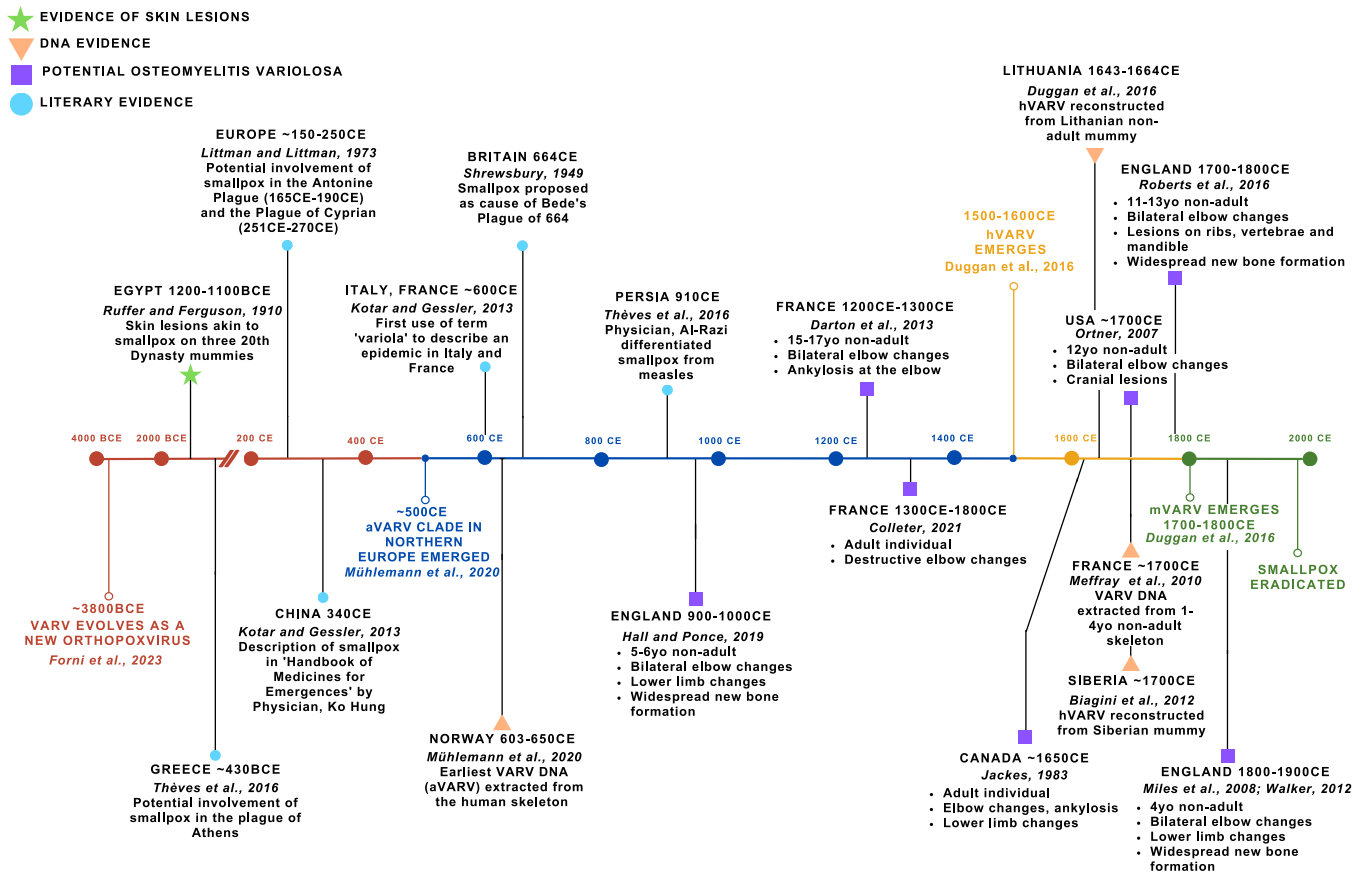 EVIDENCE OF SKIN LESIONS
DNA EVIDENCE
POTENTIAL OSTEOMYELITIS VARIOLOSA
LITERARY EVIDENCE
EUROPE ~150-250CE
Littman and Littman, 1973
Potential involvement of
smallpox in the Antonine
Plague (165CE-190CE)
and the Plague of Cyprian
(251CE-270CE)
BRITAIN 664CE
Shrewsbury, 1949
Smallpox proposed
as cause of Bede's
Plague of 664
LITHUANIA 1643-1664CE
Duggan et al., 2016
hVARV reconstructed
from Lithanian non-
adult mummy
ENGLAND 1700-1800CE
Roberts et al., 2016
• 11-13yo non-adult
• Bilateral elbow changes
• Lesions on ribs, vertebrae and
mandible
• Widespread new bone formation
1500-1600CE
hVARV
EMERGES
Duggan et al., 2016
EGYPT 1200-1100BCE
Ruffer and Ferguson, 1910
Skin lesions akin to
smallpox on three 20th
Dynasty mummies
ITALY, FRANCE ~600CE
Kotar and Gessler, 2013
First use of term
'variola' to describe an
epidemic in Italy and
France
PERSIA 910CE
Thèves et al., 2016
Physician, Al-Razi
differentiated
smallpox from
measles
FRANCE 1200CE-1300CE
Darton et al., 2013
• 15-17yo non-adult
• Bilateral elbow changes
• Ankylosis at the elbow
USA ~1700CE
Ortner, 2007
• 12yo non-adult
• Bilateral elbow changes
• Cranial lesions
4000 BCE
2000 BCE
200 CE
400 CE
600 CE
800 CE
1000 CE
1200 CE
1400 CE
1600 CE
1800 CE
2000 CE
~3800BCE
VARV EVOLVES AS A
NEW ORTHOPOXVIRUS
Forni et al., 2023
GREECE ~430BCE
Thèves et al., 2016
Potential involvement of
smallpox in the plague of
Athens
CHINA 340CE
Kotar and Gessler, 2013
Description of smallpox
in 'Handbook of
Medicines for
Emergences' by
Physician, Ko Hung
~500CE
aVARV CLADE IN
NORTHERN
EUROPE EMERGED
Mühlemann et al., 2020
NORWAY 603-650CE
Mühlemann et al., 2020
Earliest VARV DNA
(aVARV) extracted from
the human skeleton
ENGLAND 900-1000CE
Hall and Ponce, 2019
• 5-6yo non-adult
• Bilateral elbow changes
• Lower limb changes
• Widespread new bone
formation
FRANCE 1300CE-1800CE
Colleter, 2021
• Adult individual
• Destructive elbow changes
CANADA ~1650CE
Jackes, 1983
• Adult individual
• Elbow changes, ankylosis
• Lower limb changes
FRANCE ~1700CE
Meffray et al., 2010
VARV DNA
extracted from 1-
4yo non-adult
skeleton
SIBERIA ~1700CE
Biagini et al., 2012
hVARV reconstructed
from Siberian mummy
mVARV EMERGES
1700-1800CE
Duggan et al., 2016
SMALLPOX
ERADICATED
ENGLAND 1800-1900CE
Miles et al., 2008; Walker, 2012
• 4yo non-adult
• Bilateral elbow changes
• Lower limb changes
• Widespread new bone
formation